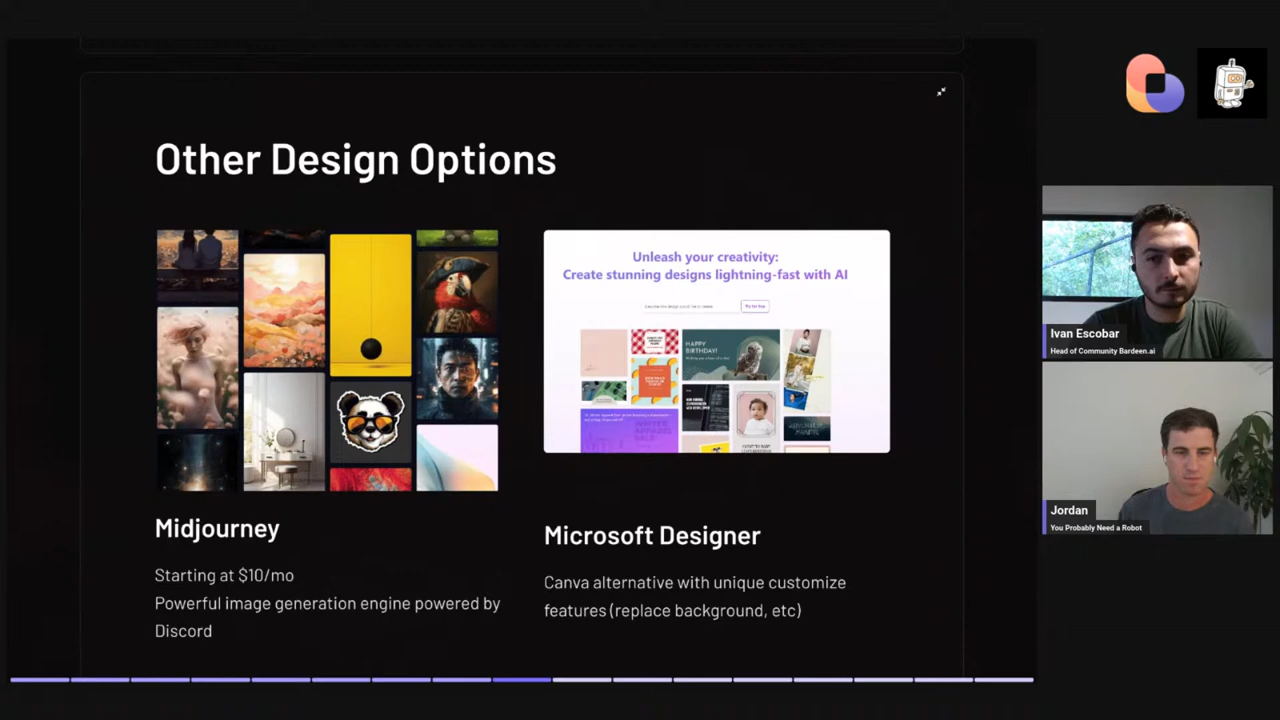 Other Design Options
Unleash your creativity:
Create stunning designs lightning-fast with AI
HAPPY
BIRTHDAY!
Midjourney
Starting at $10/mo
Powerful image generation engine powered by
Discord
Microsoft Designer
Canva alternative with unique customize
features (replace background, etc)
Ivan Escobar
Head of Community Bardeen.ai
Jordan
You Probably Need a Robot